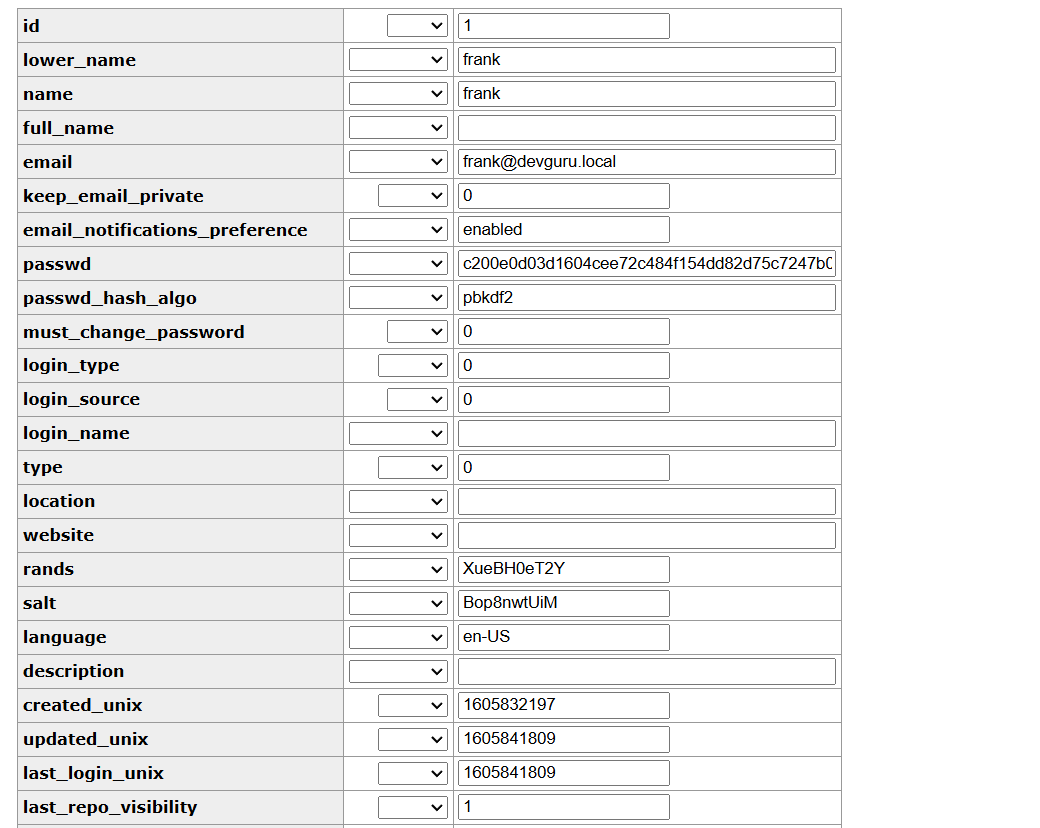 id 1
lower_name frank
name frank
full_name
email frank@devguru.local
keep_email_private 0
email_notifications_preference enabled
passwd c200e0d03d1604cee72c484f154dd82d75c7247b0
passwd_hash_algo pbkdf2
must_change_password 0
login_type 0
login_source 0
login_name
type 0
location
website
rands XueBH0eT2Y
salt Bop8nwtUiM
language en-US
description
created_unix 1605832197
updated_unix 1605841809
last_login_unix 1605841809
last_repo_visibility 1